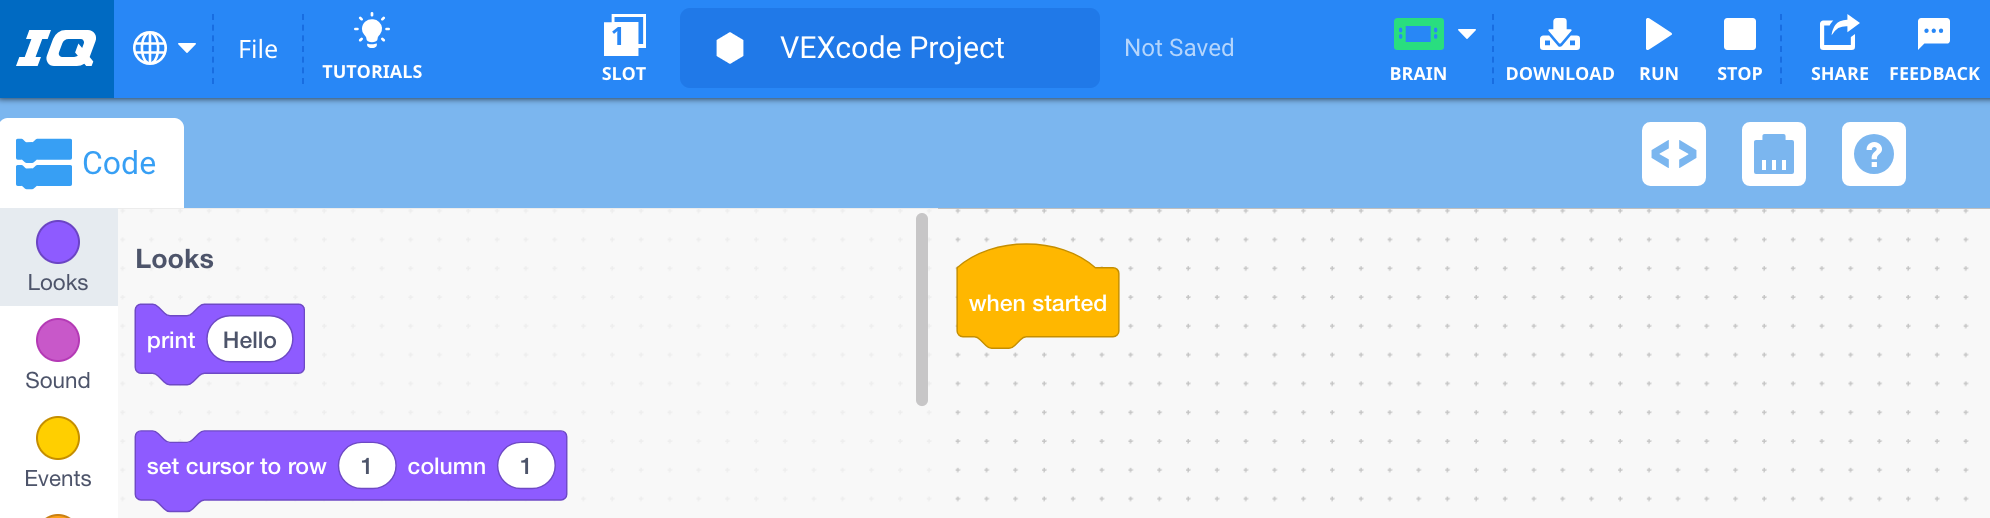 IQ
File
TUTORIALS
1
SLOT
VEXcode Project
Not Saved
BRAIN
DOWNLOAD
RUN
STOP
SHARE
FEEDBACK
Code
<>
?
Looks
Sound
Events
Looks
print Hello
set cursor to row 1 column 1
when started